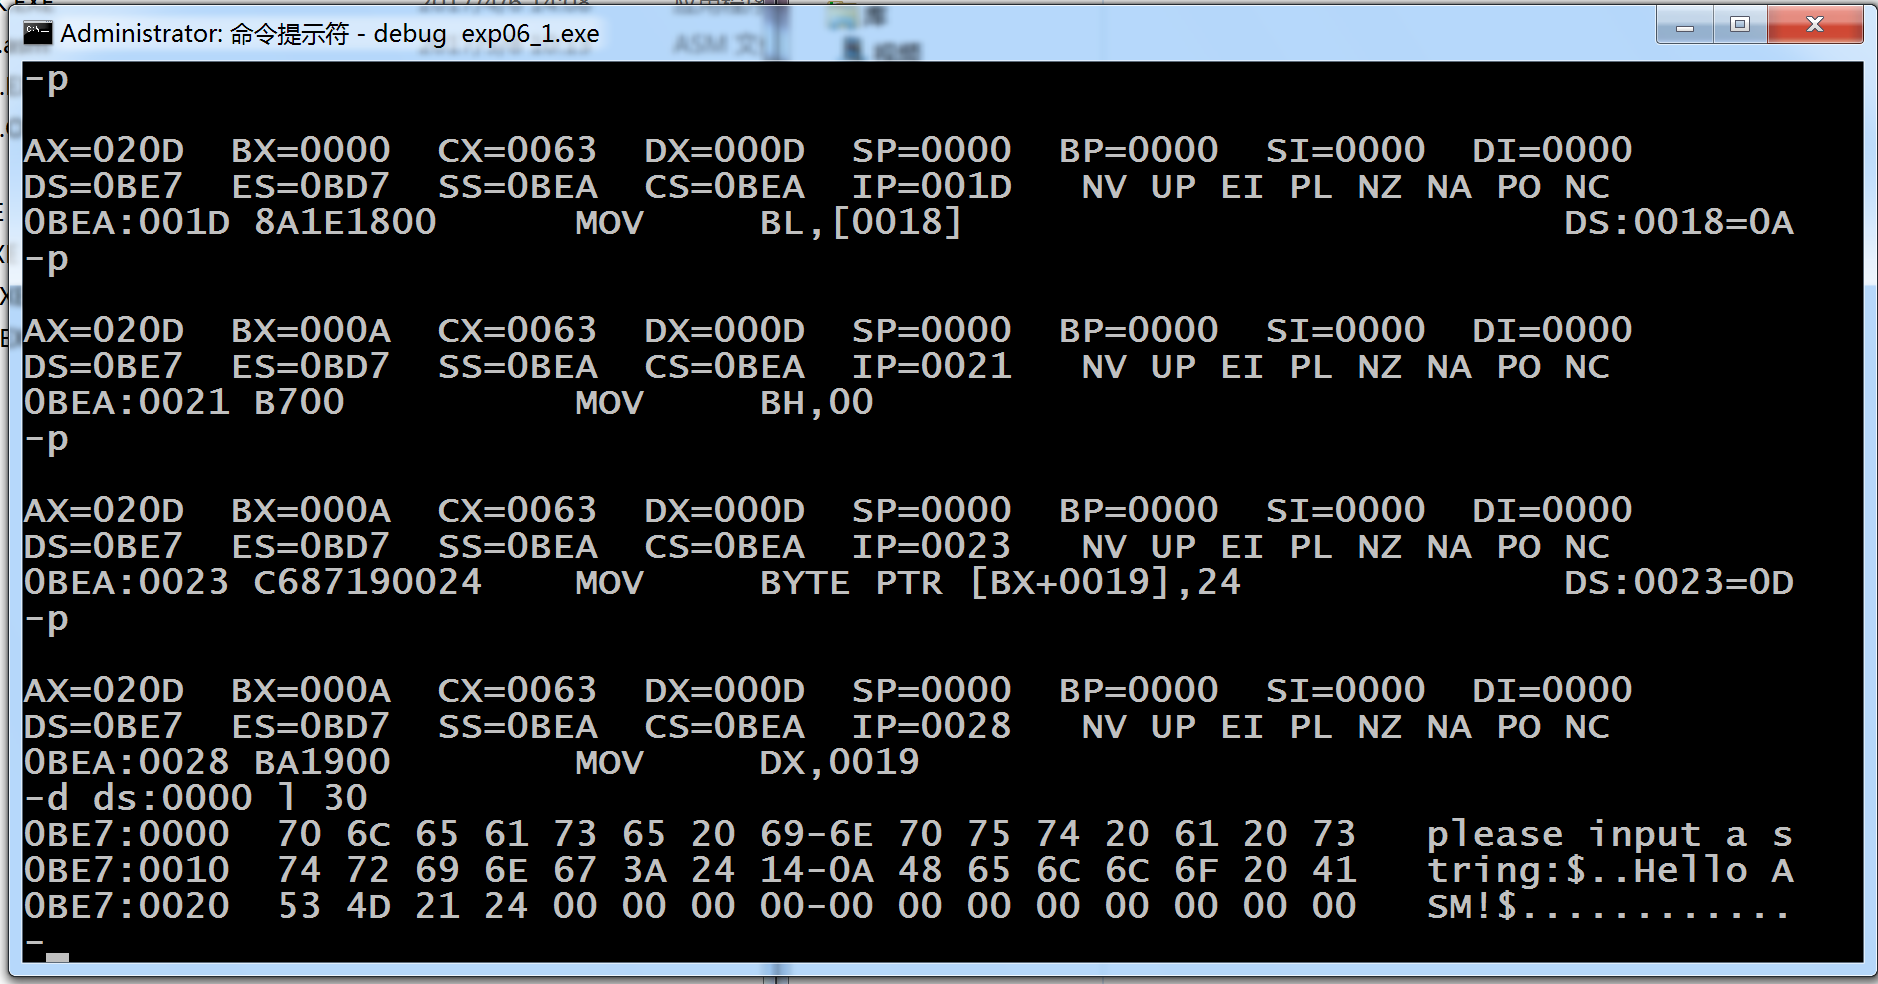 Administrator: 命令提示符 - debug  exp06_1.exe
-p
AX=020D  BX=0000  CX=0063  DX=000D  SP=0000  BP=0000  SI=0000  DI=0000
DS=0BE7  ES=0BD7  SS=0BEA  CS=0BEA  IP=001D   NV UP EI PL NZ NA PO NC
0BEA:001D 8A1E1800      MOV     BL,[0018]                          DS:0018=0A
-p
AX=020D  BX=000A  CX=0063  DX=000D  SP=0000  BP=0000  SI=0000  DI=0000
DS=0BE7  ES=0BD7  SS=0BEA  CS=0BEA  IP=0021   NV UP EI PL NZ NA PO NC
0BEA:0021 B700          MOV     BH,00
-p
AX=020D  BX=000A  CX=0063  DX=000D  SP=0000  BP=0000  SI=0000  DI=0000
DS=0BE7  ES=0BD7  SS=0BEA  CS=0BEA  IP=0023   NV UP EI PL NZ NA PO NC
0BEA:0023 C687190024    MOV     BYTE PTR [BX+0019],24              DS:0023=0D
-p
AX=020D  BX=000A  CX=0063  DX=000D  SP=0000  BP=0000  SI=0000  DI=0000
DS=0BE7  ES=0BD7  SS=0BEA  CS=0BEA  IP=0028   NV UP EI PL NZ NA PO NC
0BEA:0028 BA1900        MOV     DX,0019
-d ds:0000 l 30
0BE7:0000  70 6C 65 61 73 65 20 69-6E 70 75 74 20 61 20 73   please input a s
0BE7:0010  74 72 69 6E 67 3A 24 14-0A 48 65 6C 6C 6F 20 41   tring:$..Hello A
0BE7:0020  53 4D 21 24 00 00 00 00-00 00 00 00 00 00 00 00   SM!$............
-